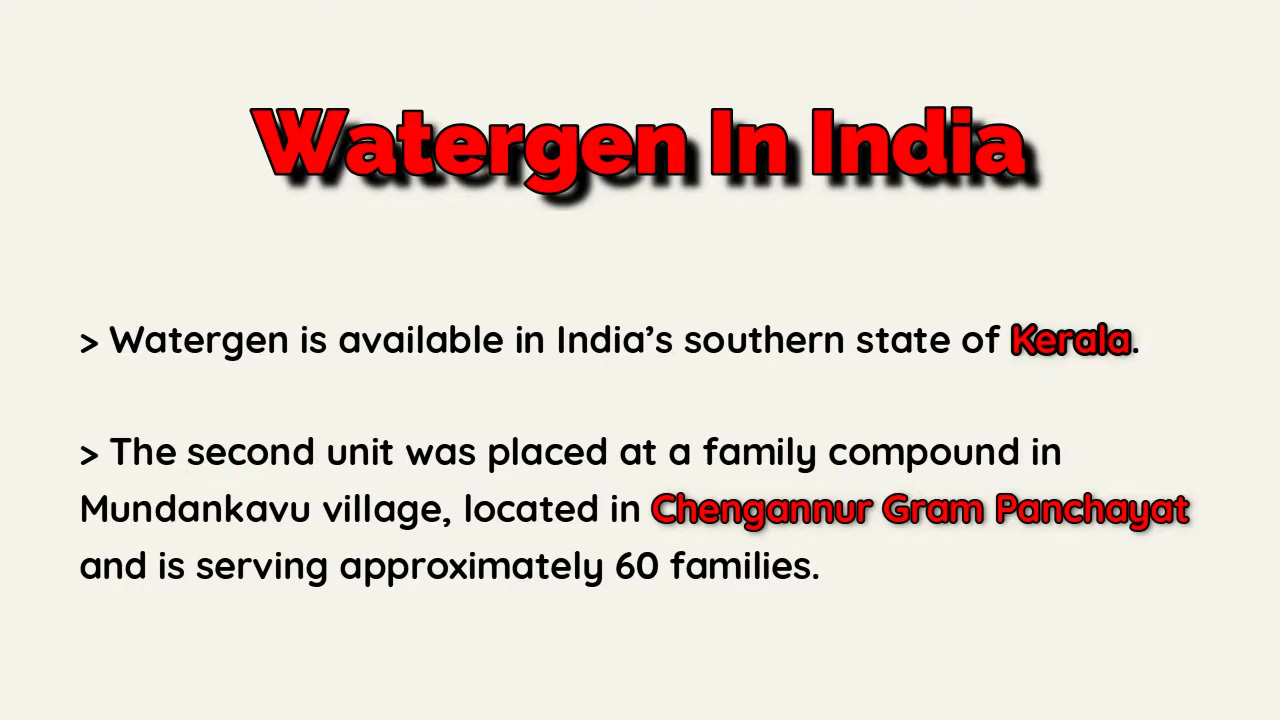 Watergen In India
> Watergen is available in India’s southern state of Kerala.
> The second unit was placed at a family compound in
Mundankavu village, located in Chengannur Gram Panchayat
and is serving approximately 60 families.